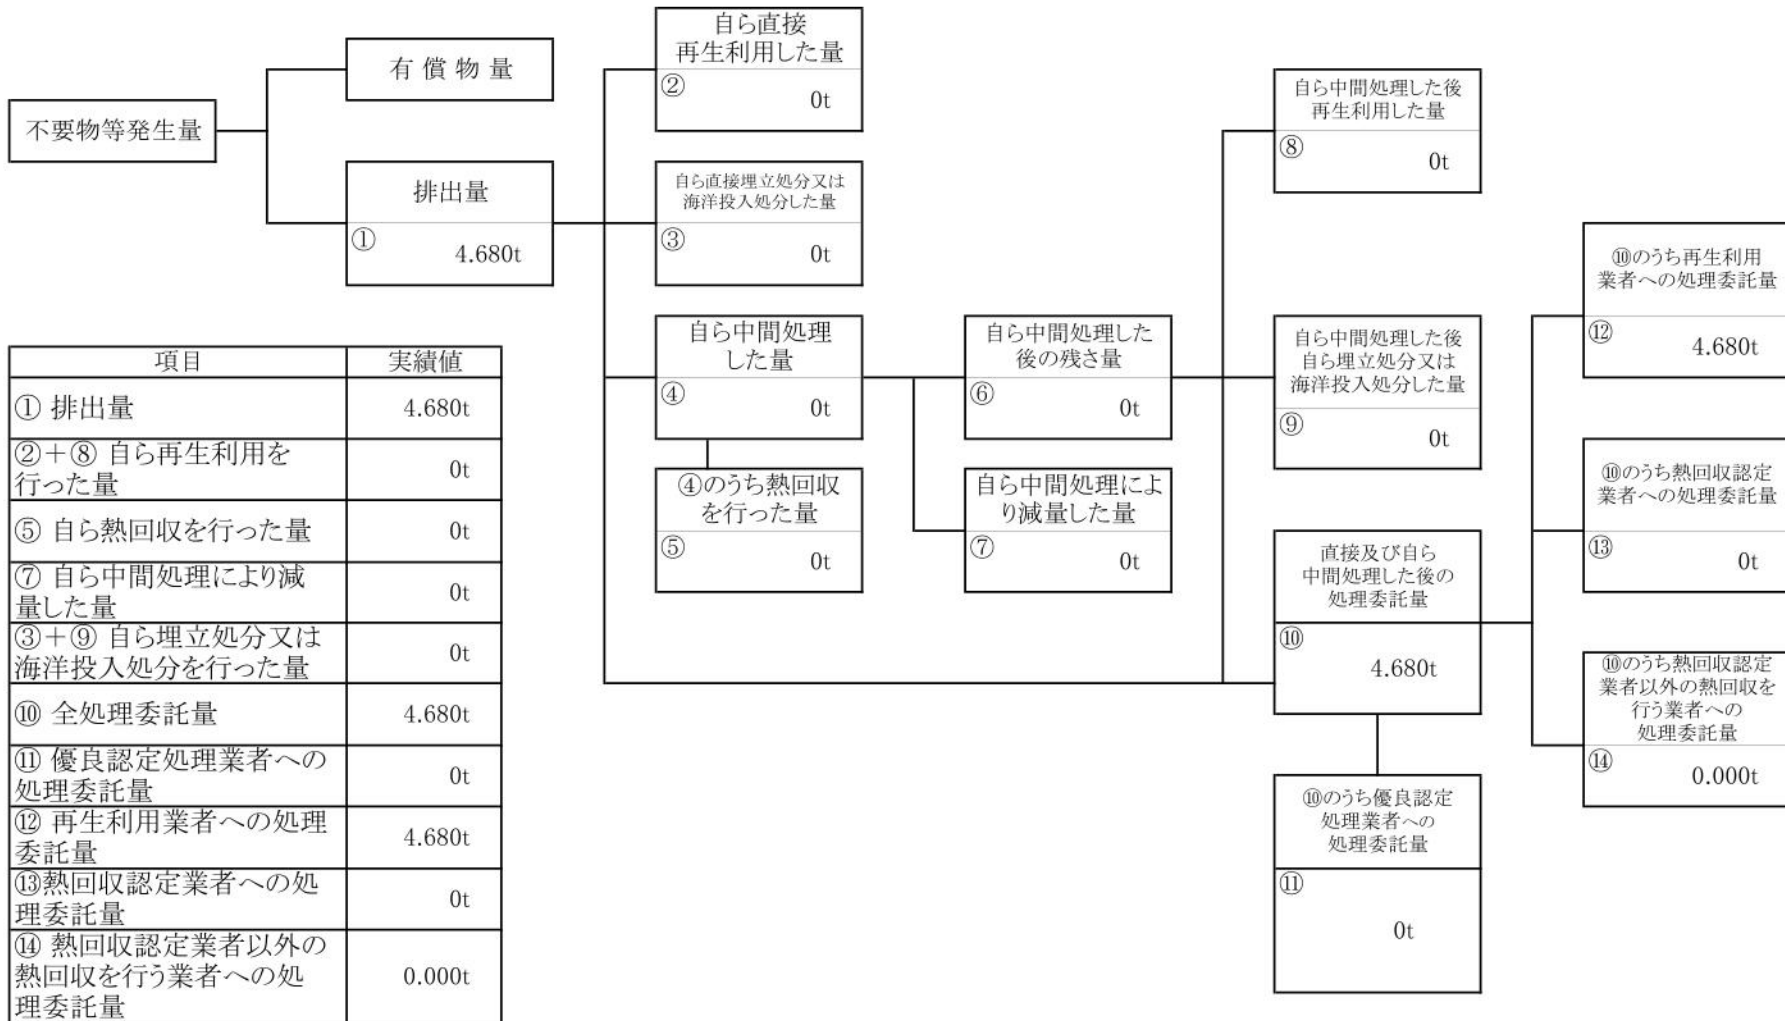 不要物等発生量
有 償 物 量
排出量
①
4.680t
自ら直接
再生利用した量
②
0t
自ら直接埋立処分又は
海洋投入処分した量
③
0t
自ら中間処理
した量
④
0t
④のうち熱回収
を行った量
⑤
0t
自ら中間処理した
後の残さ量
⑥
0t
自ら中間処理によ
り減量した量
⑦
0t
自ら中間処理した後
再生利用した量
⑧
0t
自ら中間処理した後
自ら埋立処分又は
海洋投入処分した量
⑨
0t
直接及び自ら
中間処理した後の
処理委託量
⑩
4.680t
⑩のうち優良認定
処理業者への
処理委託量
⑪
0t
⑩のうち再生利用
業者への処理委託量
⑫
4.680t
⑩のうち熱回収認定
業者への処理委託量
⑬
0t
⑩のうち熱回収認定
業者以外の熱回収を
行う業者への
処理委託量
⑭
0.000t
項目 実績値
① 排出量 4.680t
②+⑧ 自ら再生利用を
行った量 0t
⑤ 自ら熱回収を行った量 0t
⑦ 自ら中間処理により減
量した量 0t
③+⑨ 自ら埋立処分又は
海洋投入処分を行った量 0t
⑩ 全処理委託量 4.680t
⑪ 優良認定処理業者への
処理委託量 0t
⑫ 再生利用業者への処理
委託量 4.680t
⑬熱回収認定業者への処
理委託量 0t
⑭ 熱回収認定業者以外の
熱回収を行う業者への処
理委託量 0.000t